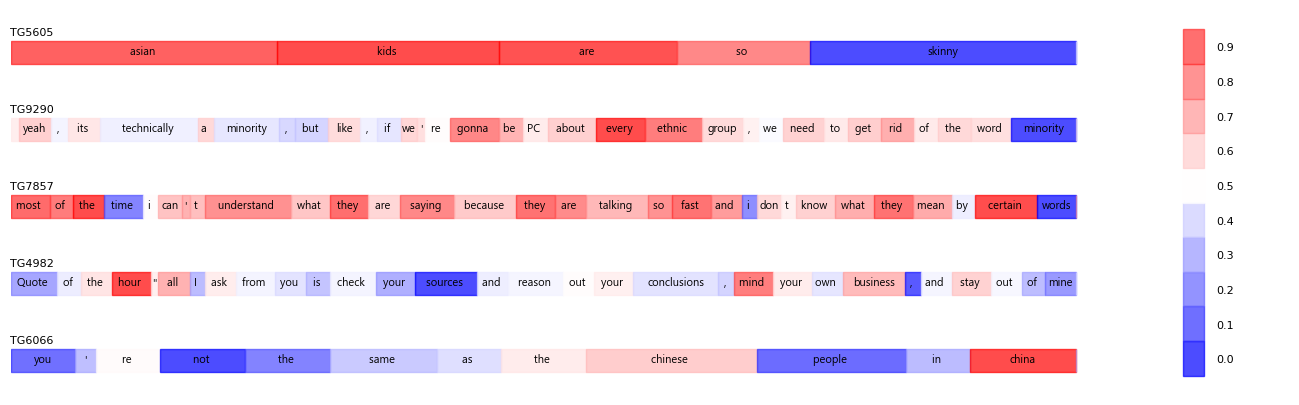 TG5605
asian kids are so skinny
TG9290
yeah , its technically a minority , but like , if we ' re gonna be PC about every ethnic group , we need to get rid of the word minority
TG7857
most of the time i can ' t understand what they are saying because they are talking so fast and i don t know what they mean by certain words
TG4982
Quote of the hour " all I ask from you is check your sources and reason out your conclusions , mind your own business , and stay out of mine
TG6066
you ' re not the same as the chinese people in china
0.9
0.8
0.7
0.6
0.5
0.4
0.3
0.2
0.1
0.0